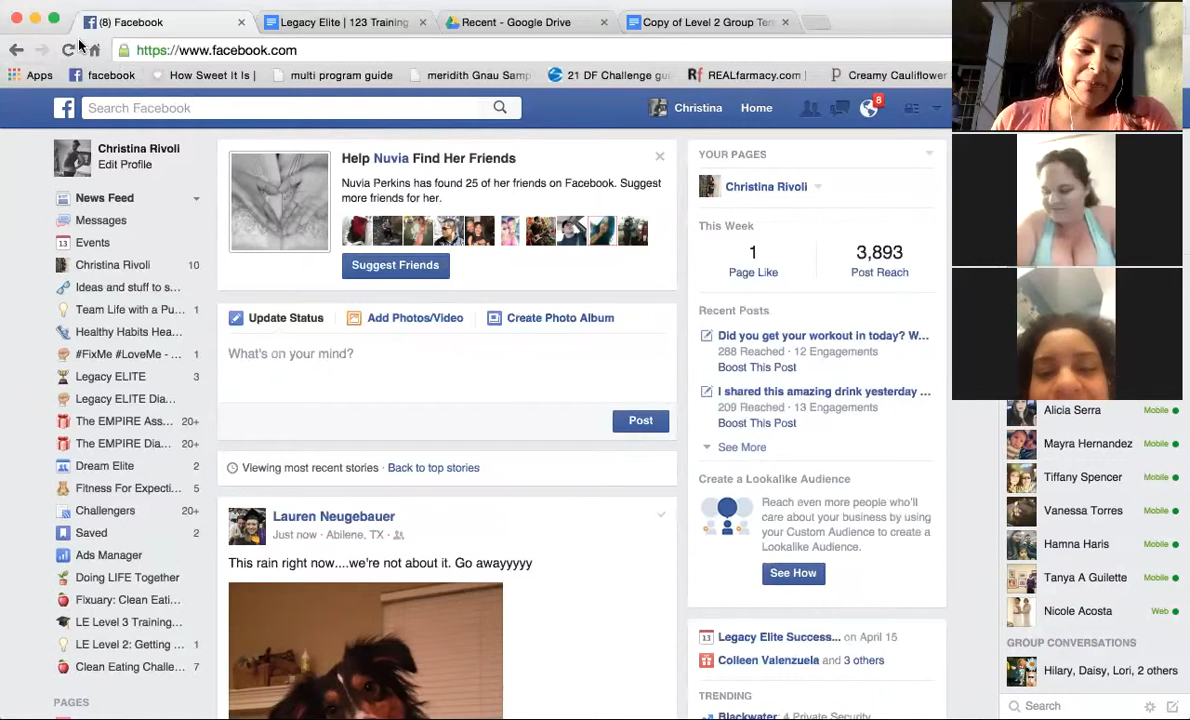 (8) Facebook
Legacy Elite | 123 Training
Recent - Google Drive
Copy of Level 2 Group Ten
https://www.facebook.com
Apps
facebook
How Sweet It Is |
multi program guide
meridith Gnau Samp
21 DF Challenge gui
REALfarmacy.com |
Creamy Cauliflower
Search Facebook
Christina
Home
8
Christina Rivoli
Edit Profile
News Feed
Messages
Events
Christina Rivoli 10
Ideas and stuff to s...
Team Life with a Pu... 1
Healthy Habits Hea...
#FixMe #LoveMe - ... 1
Legacy ELITE 3
Legacy ELITE Dia...
The EMPIRE Ass... 20+
The EMPIRE Dia... 20+
Dream Elite 2
Fitness For Expecti... 5
Challengers 20+
Saved 2
Ads Manager
Doing LIFE Together
Fixuary: Clean Eati...
LE Level 3 Training...
LE Level 2: Getting ... 1
Clean Eating Challe... 7
PAGES
Help Nuvia Find Her Friends
Nuvia Perkins has found 25 of her friends on Facebook. Suggest
more friends for her.
Suggest Friends
Update Status
Add Photos/Video
Create Photo Album
What's on your mind?
Post
Viewing most recent stories · Back to top stories
Lauren Neugebauer
Just now · Abilene, TX ·
This rain right now....we're not about it. Go awayyyyy
YOUR PAGES
Christina Rivoli
This Week
1
Page Like
3,893
Post Reach
Recent Posts
Did you get your workout in today? W...
288 Reached · 12 Engagements
Boost This Post
I shared this amazing drink yesterday ...
209 Reached · 13 Engagements
Boost This Post
See More
Create a Lookalike Audience
Reach even more people who'll
care about your business by using
your Custom Audience to create a
Lookalike Audience.
See How
Legacy Elite Success... on April 15
Colleen Valenzuela and 3 others
TRENDING
Blackwater: 4 Private Security
Alicia Serra Mobile
Mayra Hernandez Mobile
Tiffany Spencer Mobile
Vanessa Torres Mobile
Hamna Haris Mobile
Tanya A Guilette Mobile
Nicole Acosta Web
GROUP CONVERSATIONS
Hilary, Daisy, Lori, 2 others
Search